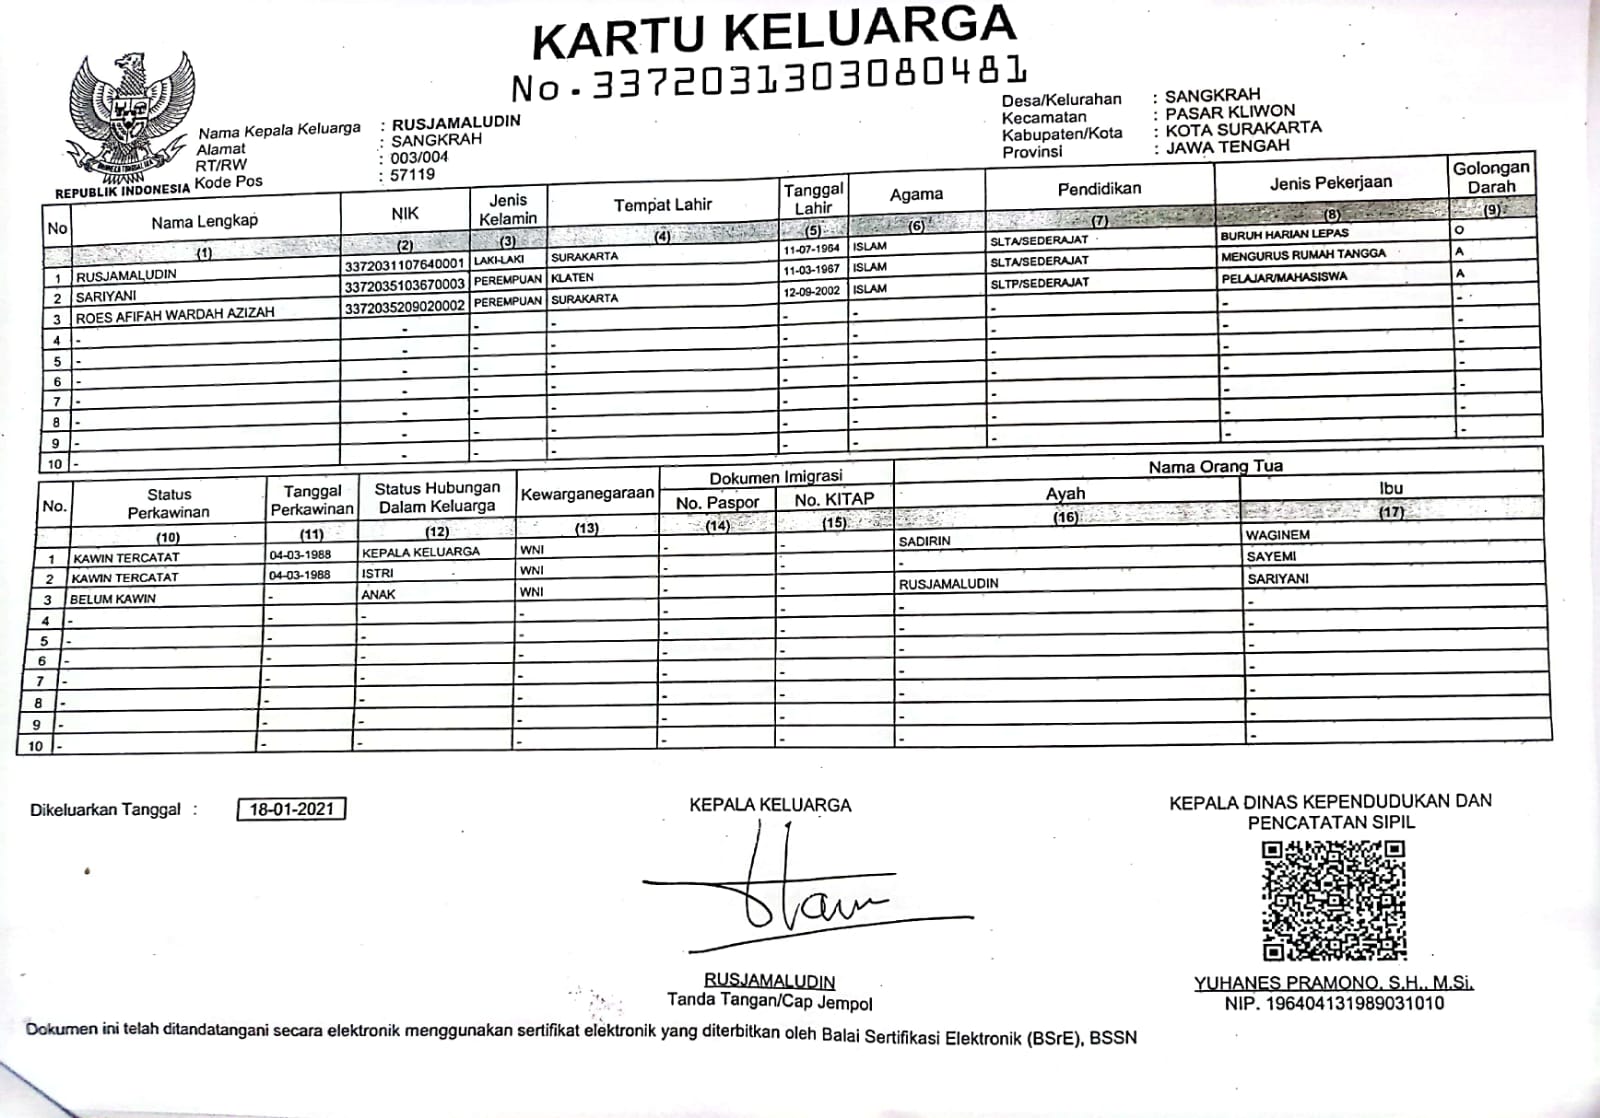 KARTU KELUARGA
No.3372031303080481
Nama Kepala Keluarga : RUSJAMALUDIN
Alamat : SANGKRAH
RT/RW : 003/004
Kode Pos : 57119
Desa/Kelurahan : SANGKRAH
Kecamatan : PASAR KLIWON
Kabupaten/Kota : KOTA SURAKARTA
Provinsi : JAWA TENGAH
REPUBLIK INDONESIA
No Nama Lengkap NIK Jenis Kelamin Tempat Lahir Tanggal Lahir Agama Pendidikan Jenis Pekerjaan Golongan Darah
(1) (2) (3) (4) (5) (6) (7) (8) (9)
1 RUSJAMALUDIN 3372031107640001 LAKI-LAKI SURAKARTA 11-07-1964 ISLAM SLTA/SEDERAJAT BURUH HARIAN LEPAS O
2 SARIYANI 3372035103670003 PEREMPUAN KLATEN 11-03-1967 ISLAM SLTA/SEDERAJAT MENGURUS RUMAH TANGGA A
3 ROES AFIFAH WARDAH AZIZAH 3372035209020002 PEREMPUAN SURAKARTA 12-09-2002 ISLAM SLTP/SEDERAJAT PELAJAR/MAHASISWA A
4 - - - - - - - - -
5 - - - - - - - - -
6 - - - - - - - - -
7 - - - - - - - - -
8 - - - - - - - - -
9 - - - - - - - - -
10 - - - - - - - - -
No. Status Perkawinan Tanggal Perkawinan Status Hubungan Dalam Keluarga Kewarganegaraan Dokumen Imigrasi Nama Orang Tua
No. Paspor No. KITAP Ayah Ibu
(10) (11) (12) (13) (14) (15) (16) (17)
1 KAWIN TERCATAT 04-03-1988 KEPALA KELUARGA WNI - - SADIRIN WAGINEM
2 KAWIN TERCATAT 04-03-1988 ISTRI WNI - - - SAYEMI
3 BELUM KAWIN - ANAK WNI - - RUSJAMALUDIN SARIYANI
4 - - - - - - - -
5 - - - - - - - -
6 - - - - - - - -
7 - - - - - - - -
8 - - - - - - - -
9 - - - - - - - -
10 - - - - - - - -
Dikeluarkan Tanggal : 18-01-2021
KEPALA KELUARGA
RUSJAMALUDIN
Tanda Tangan/Cap Jempol
KEPALA DINAS KEPENDUDUKAN DAN
PENCATATAN SIPIL
YUHANES PRAMONO, S.H., M.Si.
NIP. 196404131989031010
Dokumen ini telah ditandatangani secara elektronik menggunakan sertifikat elektronik yang diterbitkan oleh Balai Sertifikasi Elektronik (BSrE), BSSN